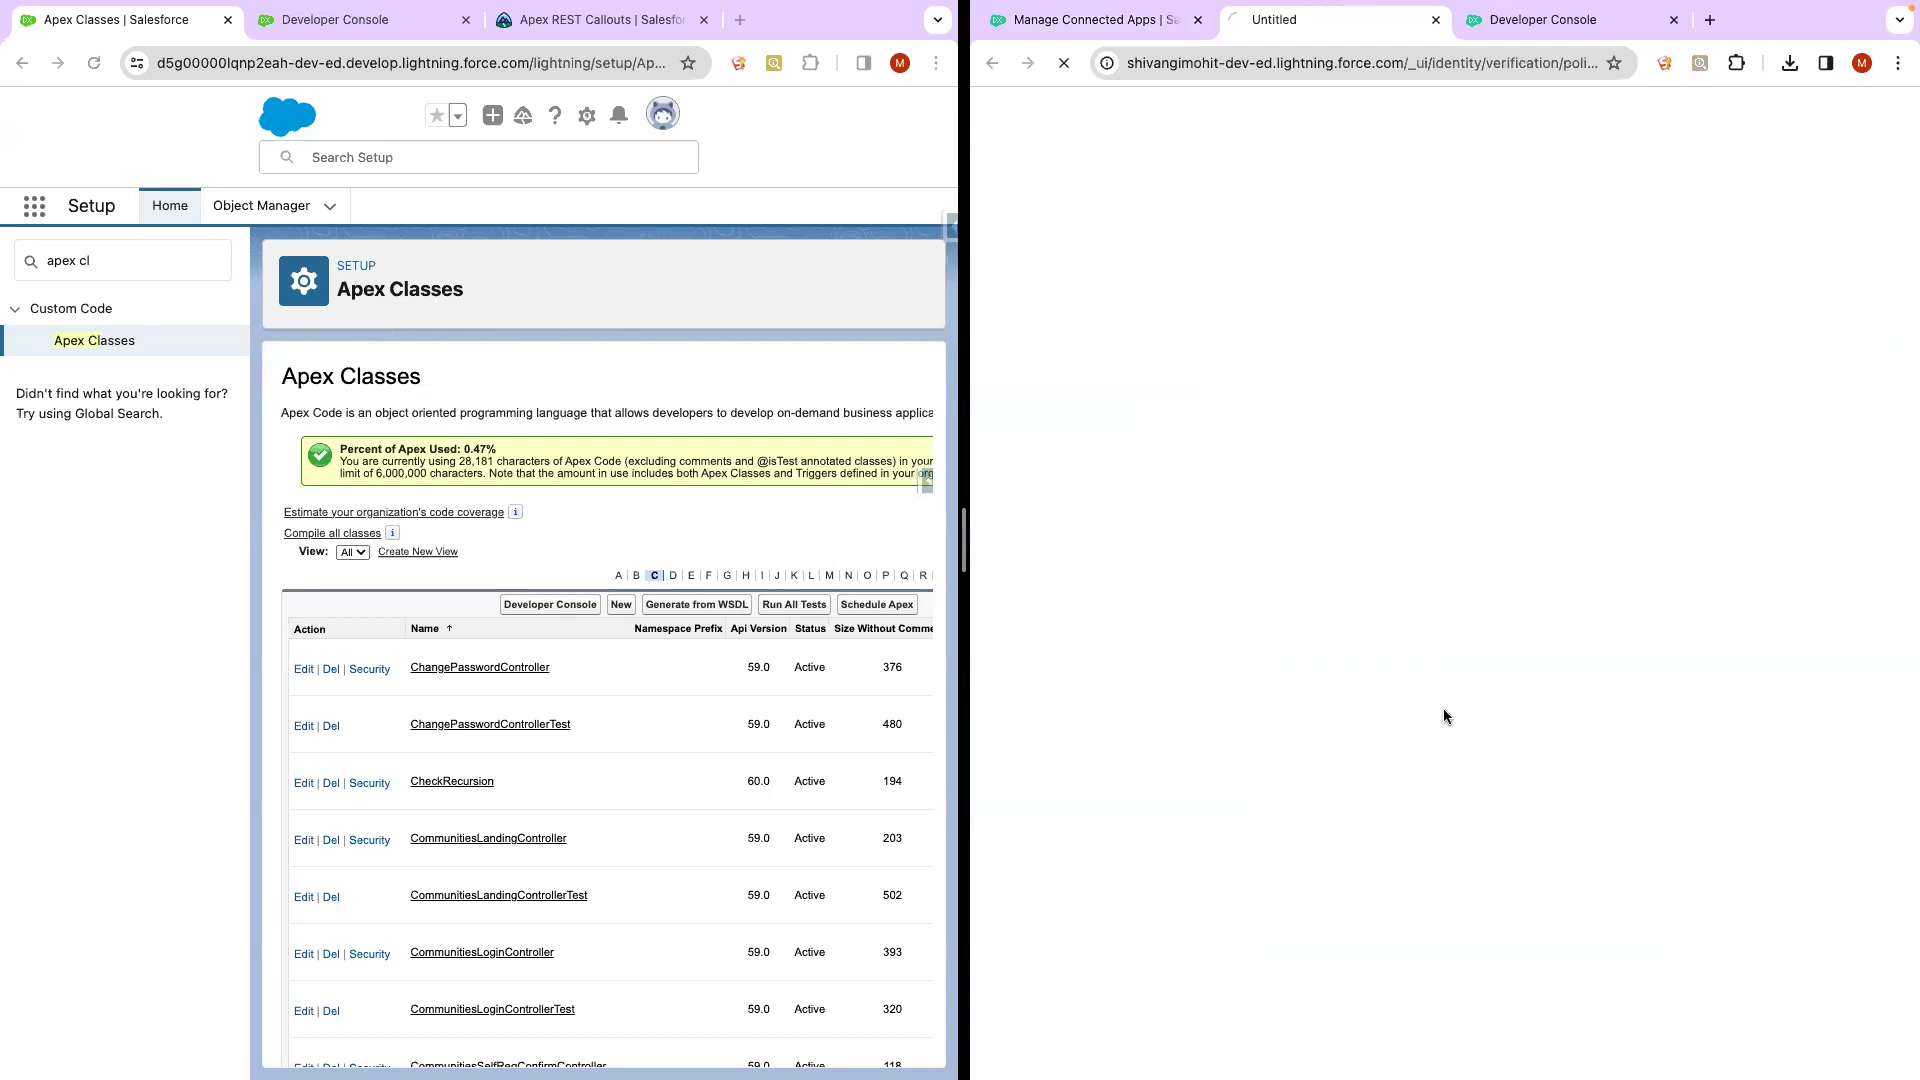 Apex Classes | Salesforce
Developer Console
Apex REST Callouts | Salesfor
d5g00000lqnp2eah-dev-ed.develop.lightning.force.com/lightning/setup/Ap...
M
Search Setup
Setup
Home
Object Manager
apex cl
Custom Code
Apex Classes
Didn't find what you're looking for?
Try using Global Search.
SETUP
Apex Classes
Apex Classes
Apex Code is an object oriented programming language that allows developers to develop on-demand business applica
Percent of Apex Used: 0.47%
You are currently using 28,181 characters of Apex Code (excluding comments and @isTest annotated classes) in your
limit of 6,000,000 characters. Note that the amount in use includes both Apex Classes and Triggers defined in your org
Estimate your organization's code coverage i
Compile all classes i
View: All Create New View
A | B | C | D | E | F | G | H | I | J | K | L | M | N | O | P | Q | R |
Developer Console New Generate from WSDL Run All Tests Schedule Apex
Action Name ↑ Namespace Prefix Api Version Status Size Without Comme
Edit | Del | Security ChangePasswordController 59.0 Active 376
Edit | Del ChangePasswordControllerTest 59.0 Active 480
Edit | Del | Security CheckRecursion 60.0 Active 194
Edit | Del | Security CommunitiesLandingController 59.0 Active 203
Edit | Del CommunitiesLandingControllerTest 59.0 Active 502
Edit | Del | Security CommunitiesLoginController 59.0 Active 393
Edit | Del CommunitiesLoginControllerTest 59.0 Active 320
Edit | Del | Security CommunitiesSelfRegConfirmController 59.0 Active 118
Manage Connected Apps | Sa
Untitled
Developer Console
shivangimohit-dev-ed.lightning.force.com/_ui/identity/verification/poli...
M